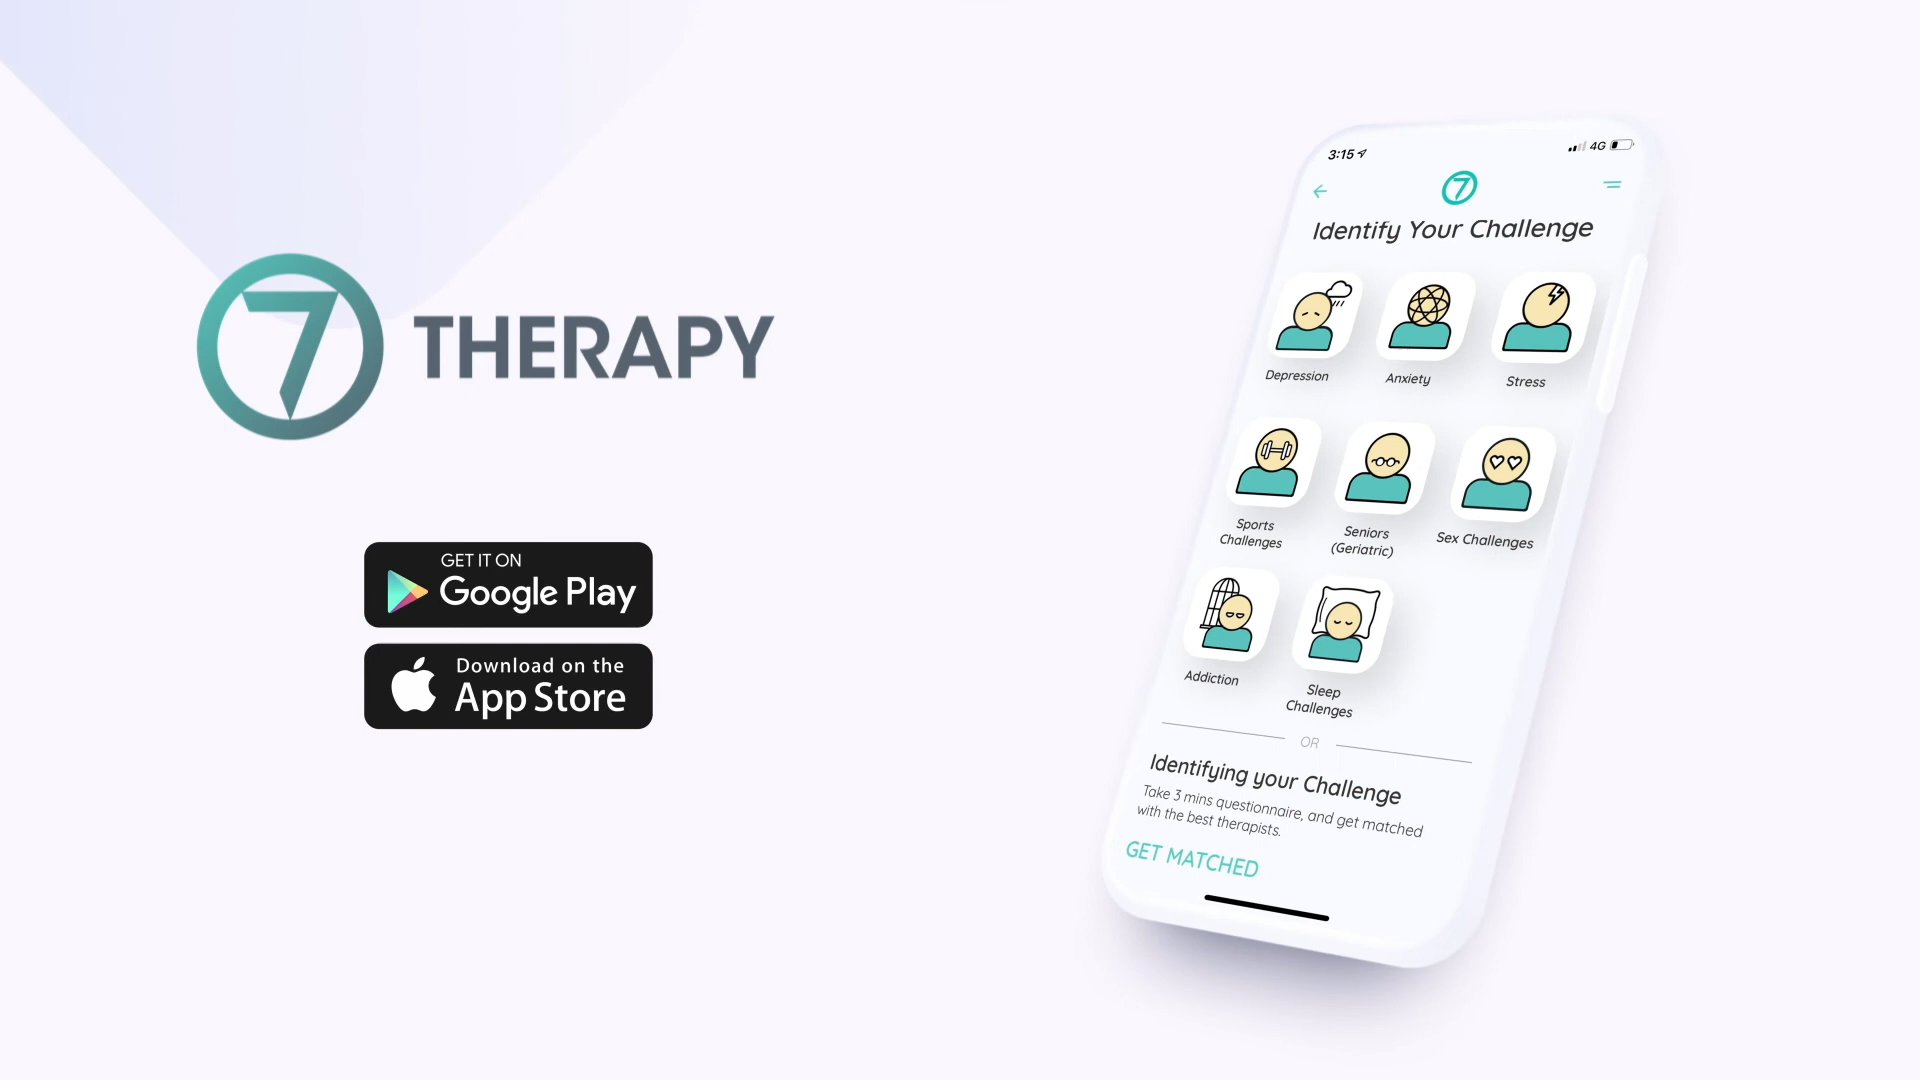 7 THERAPY
GET IT ON
Google Play
Download on the
App Store
3:15
4G
7
Identify Your Challenge
Depression
Anxiety
Stress
Sports
Challenges
Seniors
(Geriatric)
Sex Challenges
Addiction
Sleep
Challenges
OR
Identifying your Challenge
Take 3 mins questionnaire, and get matched
with the best therapists.
GET MATCHED